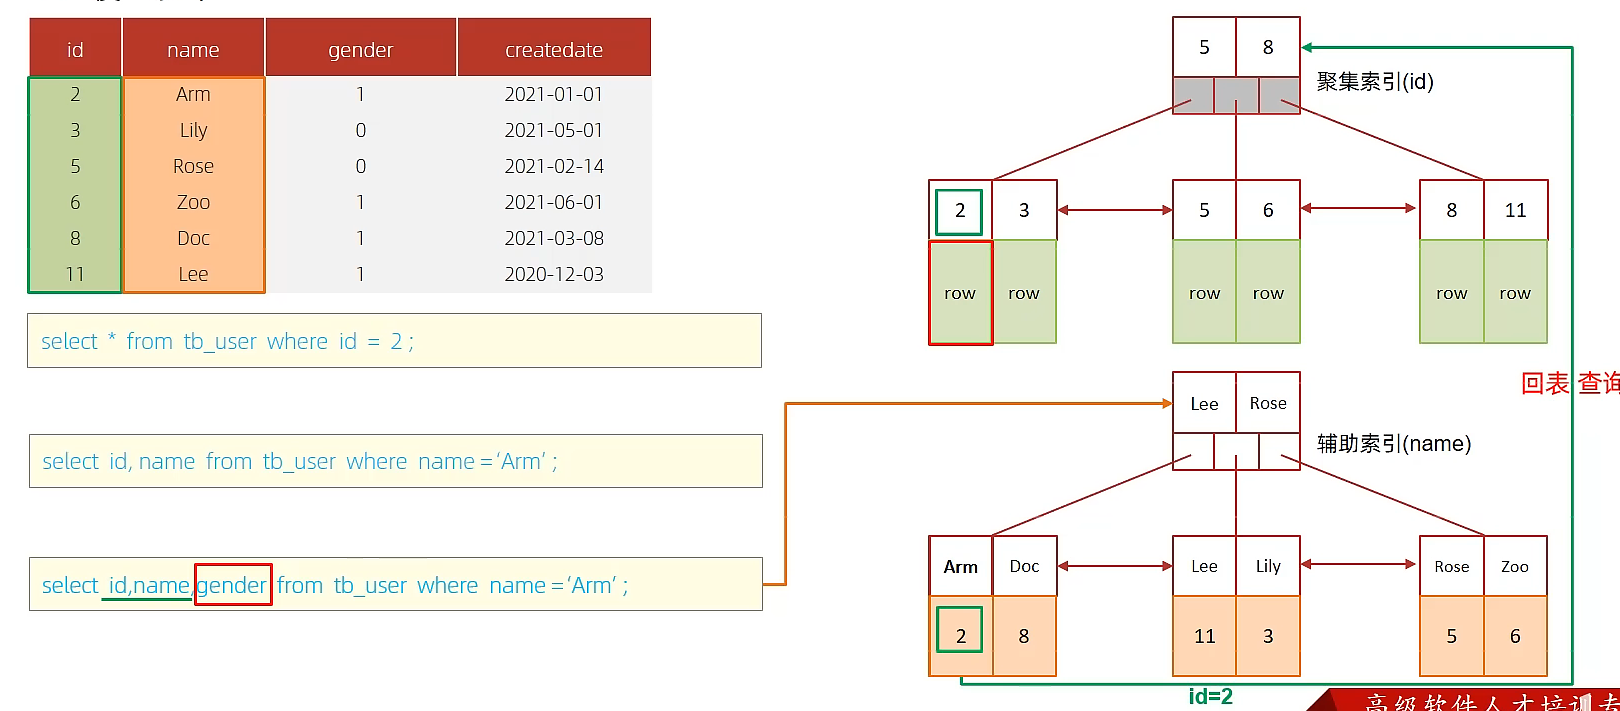 id name gender createdate
2 Arm 1 2021-01-01
3 Lily 0 2021-05-01
5 Rose 0 2021-02-14
6 Zoo 1 2021-06-01
8 Doc 1 2021-03-08
11 Lee 1 2020-12-03
select * from tb_user where id = 2 ;
select id, name from tb_user where name =‘Arm’ ;
select id,name,gender from tb_user where name =‘Arm’ ;
5 8
聚集索引(id)
2 3 5 6 8 11
row row row row row row
回表 查询
Lee Rose
辅助索引(name)
Arm Doc Lee Lily Rose Zoo
2 8 11 3 5 6
id=2
高级软件人才培训专